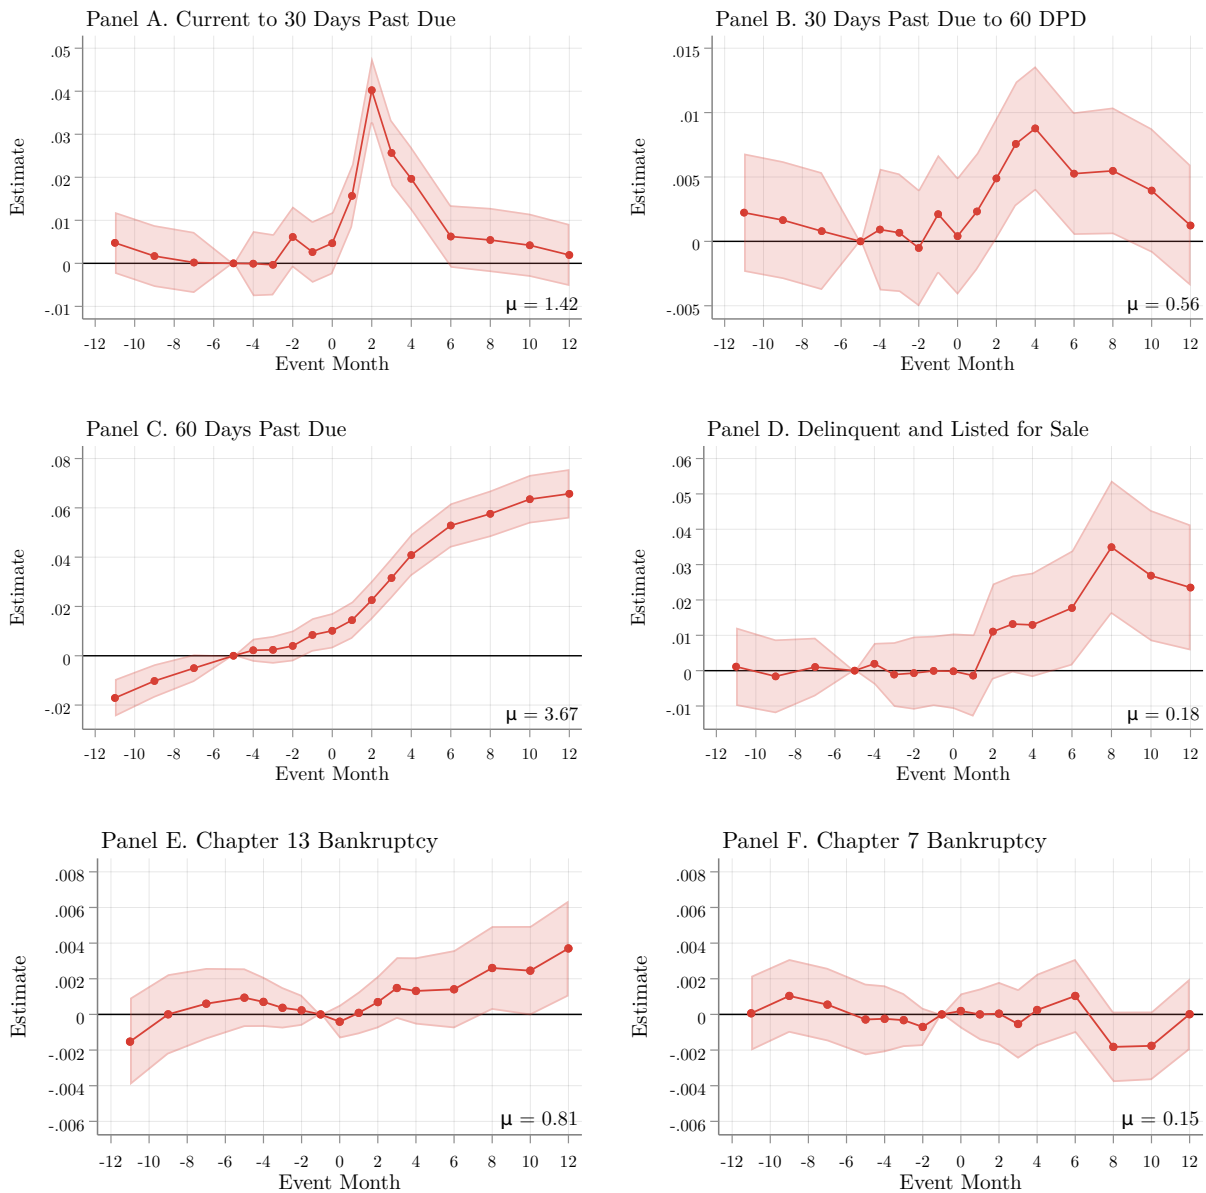 Panel A. Current to 30 Days Past Due
Estimate
.05
.04
.03
.02
.01
0
-.01
μ = 1.42
-12 -10 -8 -6 -4 -2 0 2 4 6 8 10 12
Event Month
Panel B. 30 Days Past Due to 60 DPD
Estimate
.015
.01
.005
0
-.005
μ = 0.56
-12 -10 -8 -6 -4 -2 0 2 4 6 8 10 12
Event Month
Panel C. 60 Days Past Due
Estimate
.08
.06
.04
.02
0
-.02
μ = 3.67
-12 -10 -8 -6 -4 -2 0 2 4 6 8 10 12
Event Month
Panel D. Delinquent and Listed for Sale
Estimate
.06
.05
.04
.03
.02
.01
0
-.01
μ = 0.18
-12 -10 -8 -6 -4 -2 0 2 4 6 8 10 12
Event Month
Panel E. Chapter 13 Bankruptcy
Estimate
.008
.006
.004
.002
0
-.002
-.004
-.006
μ = 0.81
-12 -10 -8 -6 -4 -2 0 2 4 6 8 10 12
Event Month
Panel F. Chapter 7 Bankruptcy
Estimate
.008
.006
.004
.002
0
-.002
-.004
-.006
μ = 0.15
-12 -10 -8 -6 -4 -2 0 2 4 6 8 10 12
Event Month